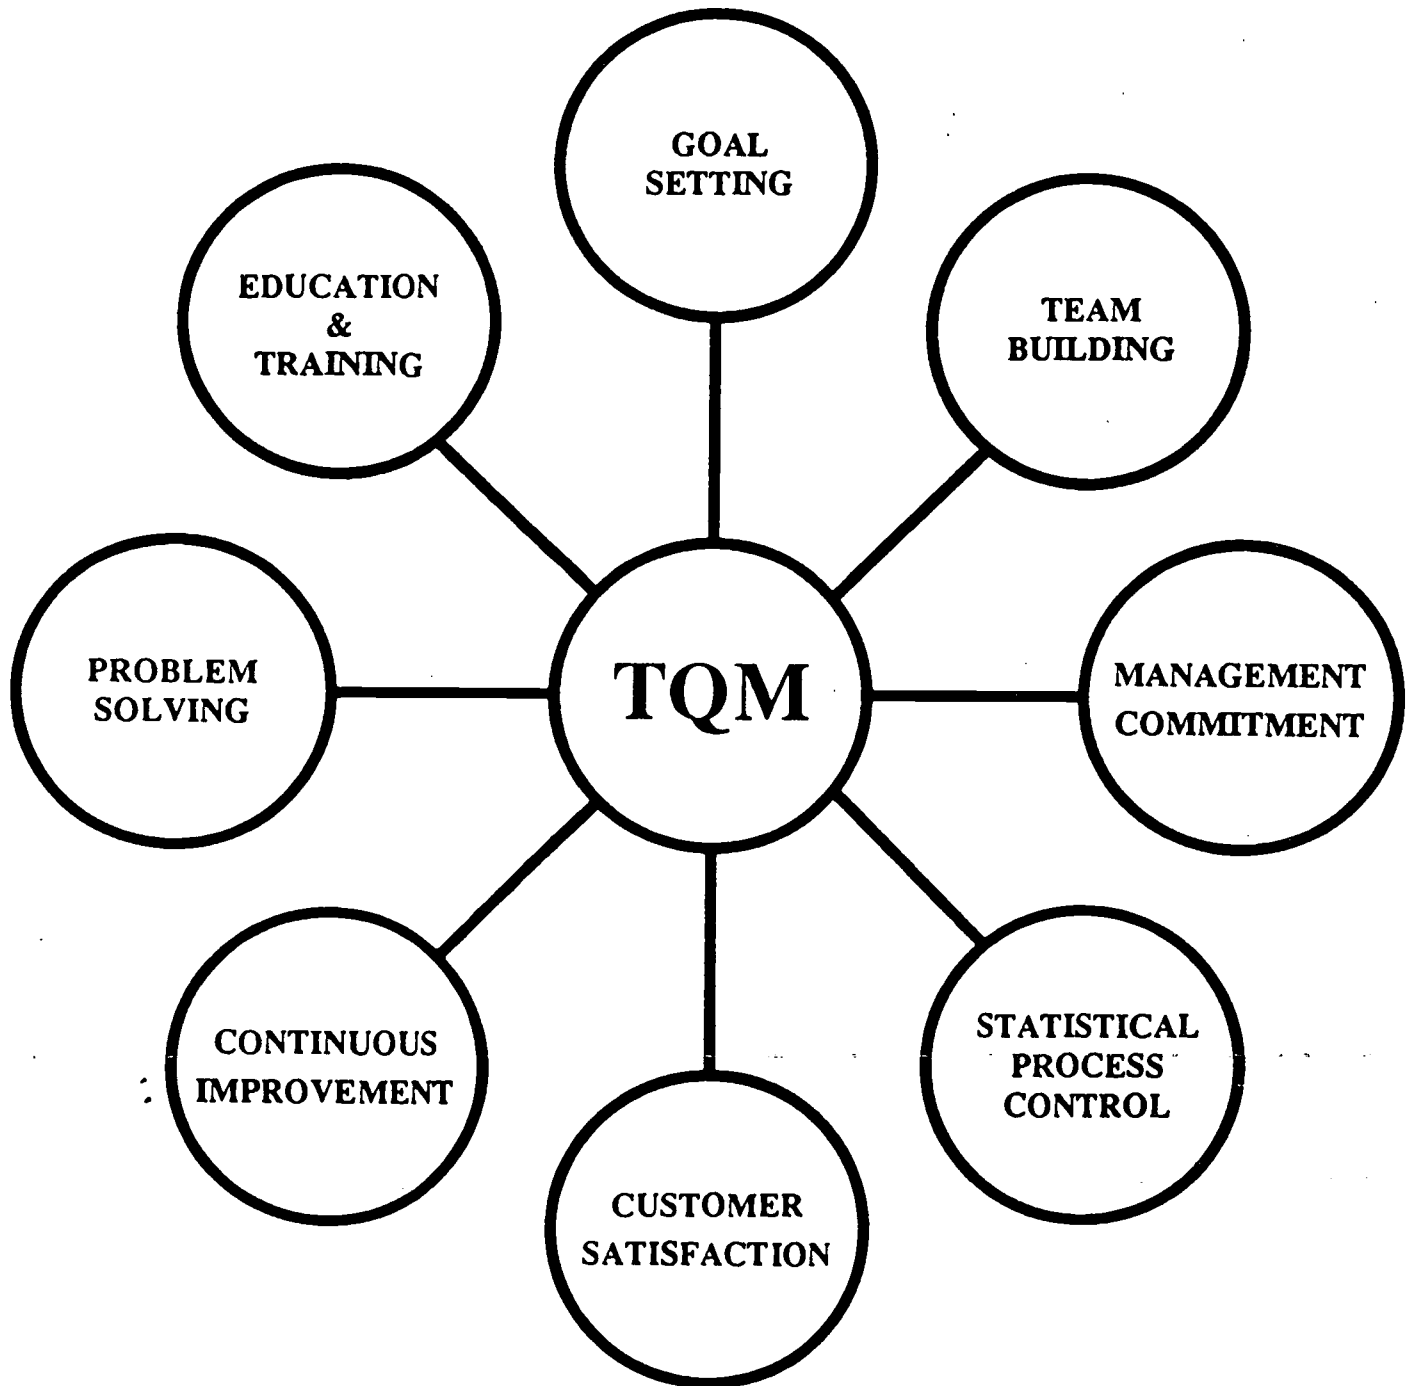 GOAL
SETTING
TEAM
BUILDING
MANAGEMENT
COMMITMENT
STATISTICAL
PROCESS
CONTROL
CUSTOMER
SATISFACTION
CONTINUOUS
IMPROVEMENT
PROBLEM
SOLVING
EDUCATION
&
TRAINING
TQM